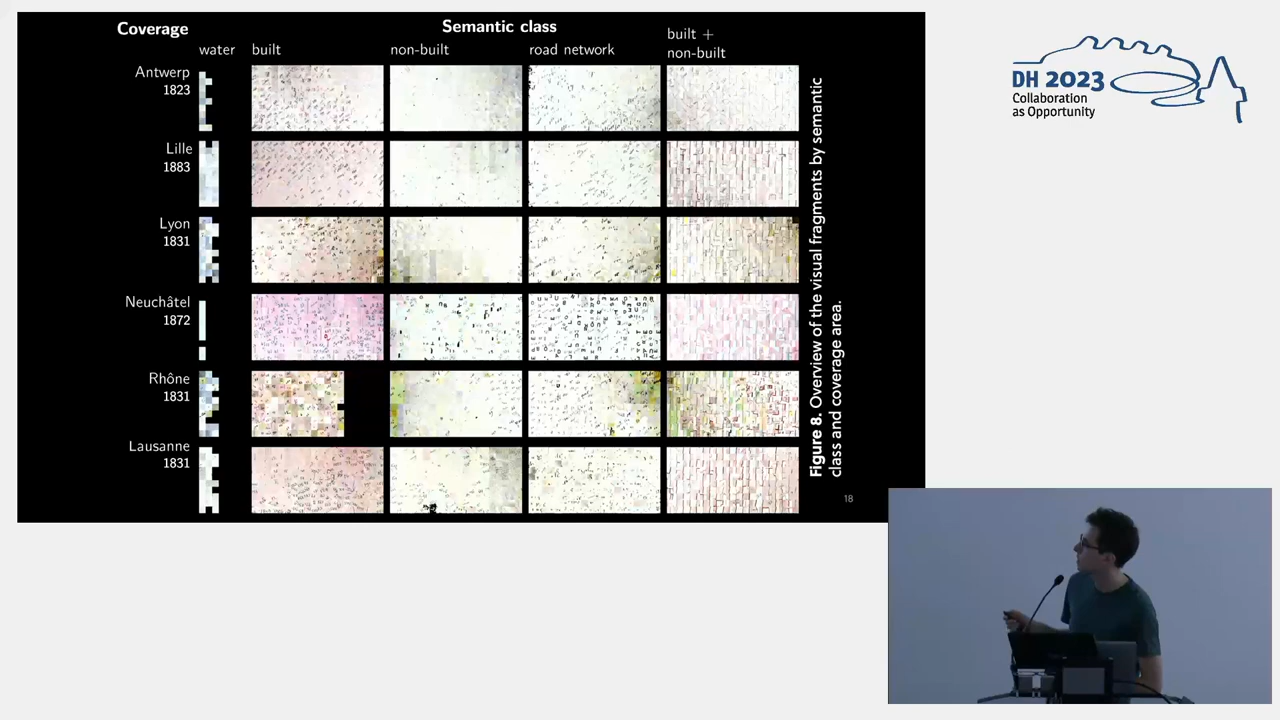 Coverage
Semantic class
water
built
non-built
road network
built +
non-built
Antwerp
1823
Lille
1883
Lyon
1831
Neuchâtel
1872
Rhône
1831
Lausanne
1831
Figure 8. Overview of the visual fragments by semantic
class and coverage area.
18
DH 2023
Collaboration
as Opportunity